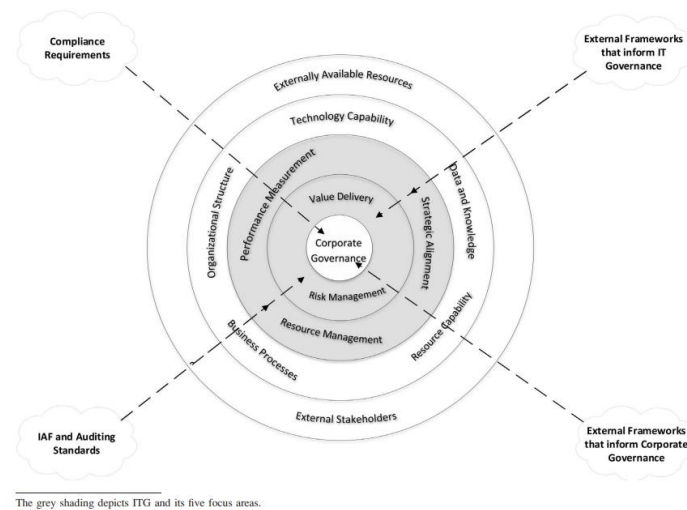 Compliance
Requirements
External Frameworks
that inform IT
Governance
Externally Available Resources
Technology Capability
Organizational Structure
Performance Measurement
Value Delivery
Data and Knowledge
Strategic Alignment
Corporate
Governance
Risk Management
Resource Management
Resource Capability
Business Processes
External Stakeholders
IAF and Auditing
Standards
External Frameworks
that inform Corporate
Governance
The grey shading depicts ITG and its five focus areas.